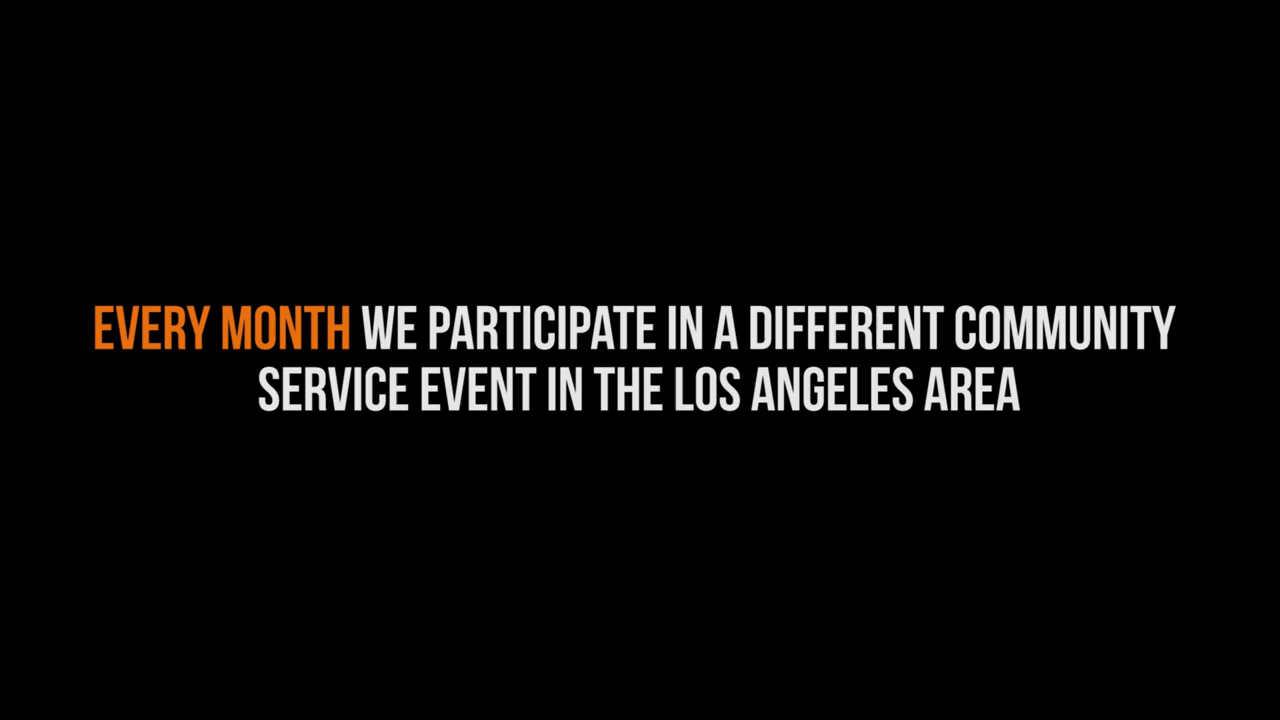 EVERY MONTH WE PARTICIPATE IN A DIFFERENT COMMUNITY
SERVICE EVENT IN THE LOS ANGELES AREA